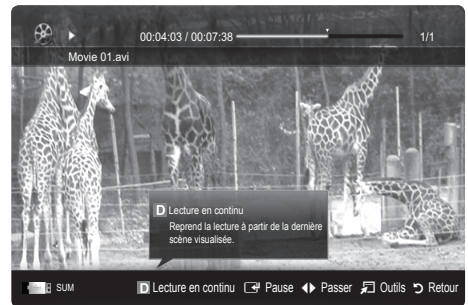 00:04:03 / 00:07:38 1/1
Movie 01.avi
D Lecture en continu
Reprend la lecture à partir de la dernière
scène visualisée.
SUM D Lecture en continu Pause Passer Outils Retour